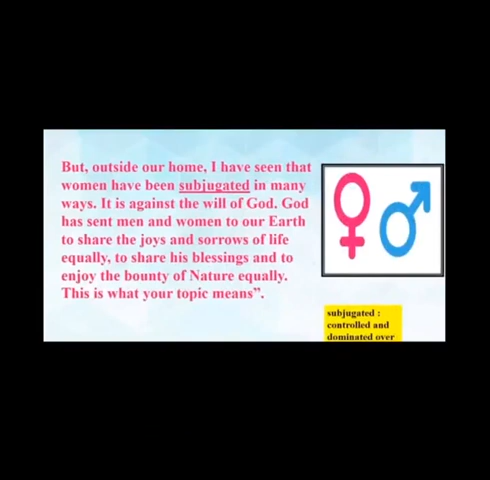 But, outside our home, I have seen that
women have been subjugated in many
ways. It is against the will of God. God
has sent men and women to our Earth
to share the joys and sorrows of life
equally, to share his blessings and to
enjoy the bounty of Nature equally.
This is what your topic means”.
subjugated :
controlled and
dominated over